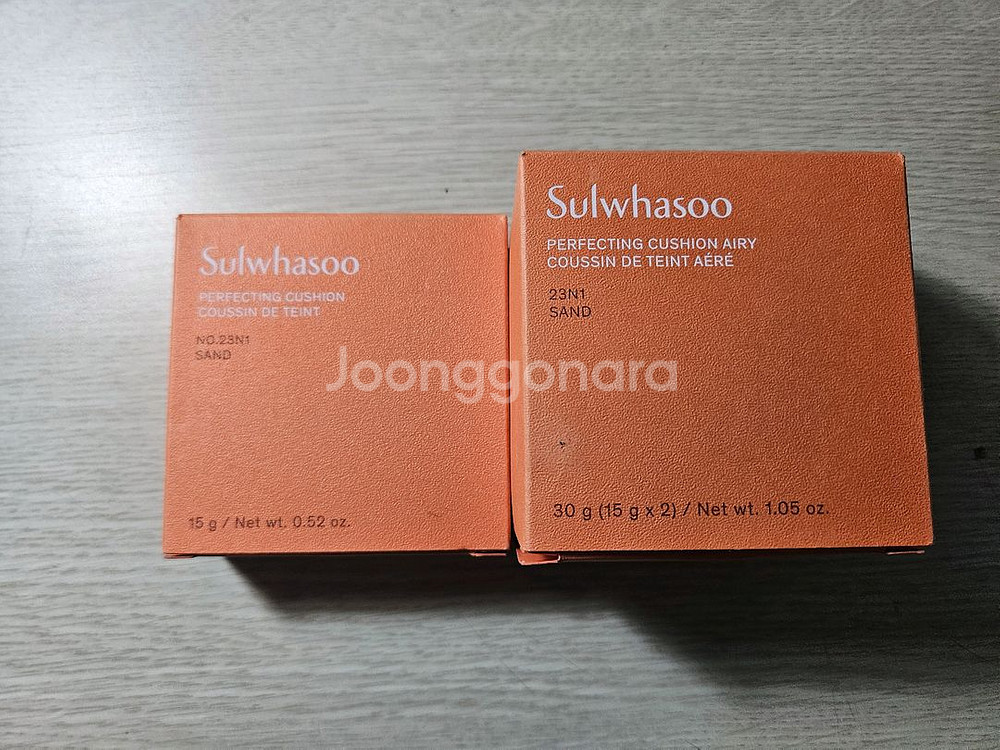 Sulwhasoo
PERFECTING CUSHION
COUSSIN DE TEINT
NO.23N1
SAND
15 g / Net wt. 0.52 oz.
Sulwhasoo
PERFECTING CUSHION AIRY
COUSSIN DE TEINT AÉRÉ
23N1
SAND
30 g (15 g x 2) / Net wt. 1.05 oz.
Joonggonara